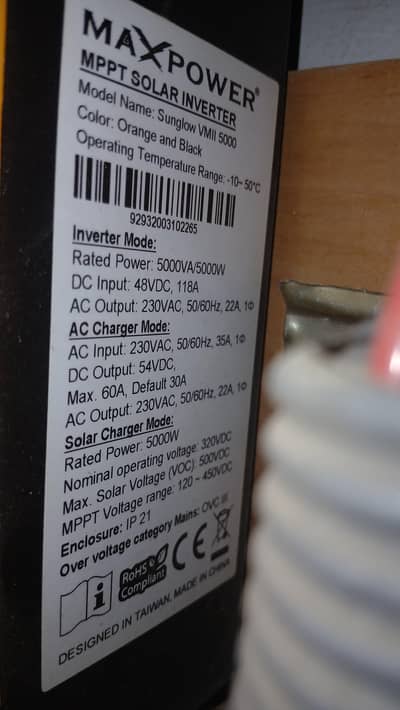 MAXPOWER®
MPPT SOLAR INVERTER
Model Name: Sunglow VMII 5000
Color: Orange and Black
Operating Temperature Range: -10~ 50°C
92932003102265
Inverter Mode:
Rated Power: 5000VA/5000W
DC Input: 48VDC, 118A
AC Output: 230VAC, 50/60Hz, 22A, 1Φ
AC Charger Mode:
AC Input: 230VAC, 50/60Hz, 35A, 1Φ
DC Output: 54VDC,
Max. 60A, Default 30A
AC Output: 230VAC, 50/60Hz, 22A, 1Φ
Solar Charger Mode:
Rated Power: 5000W
Nominal operating voltage: 320VDC
Max. Solar Voltage (VOC): 500VDC
MPPT Voltage range: 120 ~ 450VDC
Enclosure: IP 21
Over voltage category Mains: OVC III
i RoHS Compliant CE
DESIGNED IN TAIWAN, MADE IN CHINA